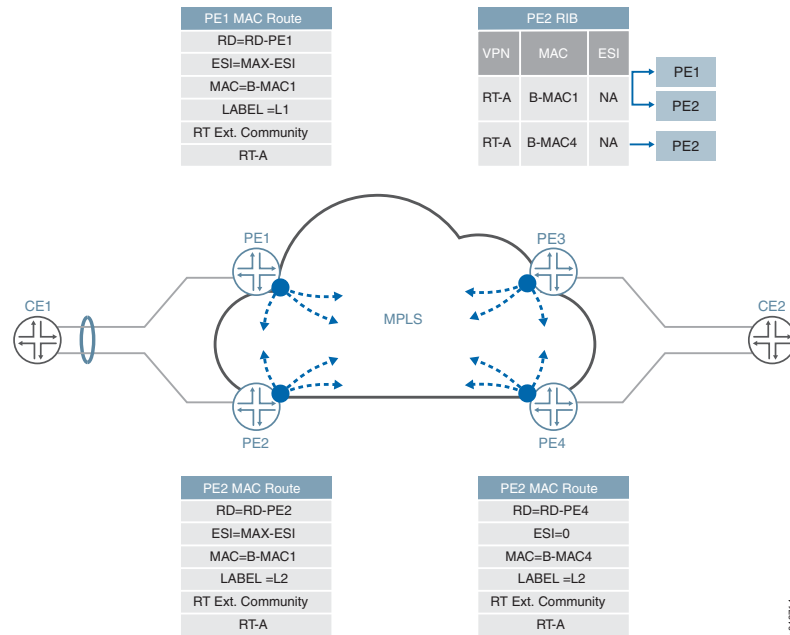 PE1 MAC Route
RD=RD-PE1
ESI=MAX-ESI
MAC=B-MAC1
LABEL =L1
RT Ext. Community
RT-A
PE2 RIB
VPN MAC ESI
RT-A B-MAC1 NA
PE1
PE2
RT-A B-MAC4 NA
PE2
PE1
PE3
CE1
MPLS
CE2
PE2
PE4
PE2 MAC Route
RD=RD-PE2
ESI=MAX-ESI
MAC=B-MAC1
LABEL =L2
RT Ext. Community
RT-A
PE2 MAC Route
RD=RD-PE4
ESI=0
MAC=B-MAC4
LABEL =L2
RT Ext. Community
RT-A